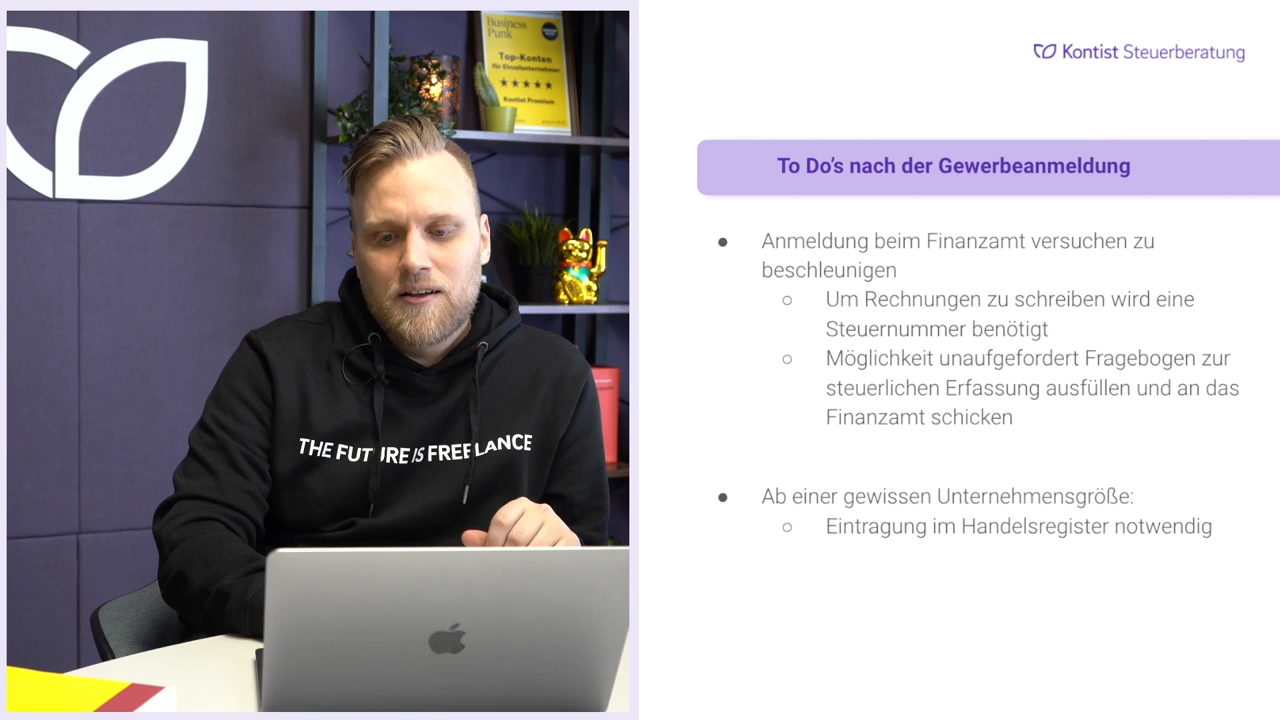 Business
Punk
Top-Konten
für Einzelunternehmer
Kontist Premium
THE FUTURE IS FREELANCE
Kontist Steuerberatung
To Do’s nach der Gewerbeanmeldung
● Anmeldung beim Finanzamt versuchen zu
beschleunigen
○ Um Rechnungen zu schreiben wird eine
Steuernummer benötigt
○ Möglichkeit unaufgefordert Fragebogen zur
steuerlichen Erfassung ausfüllen und an das
Finanzamt schicken
● Ab einer gewissen Unternehmensgröße:
○ Eintragung im Handelsregister notwendig